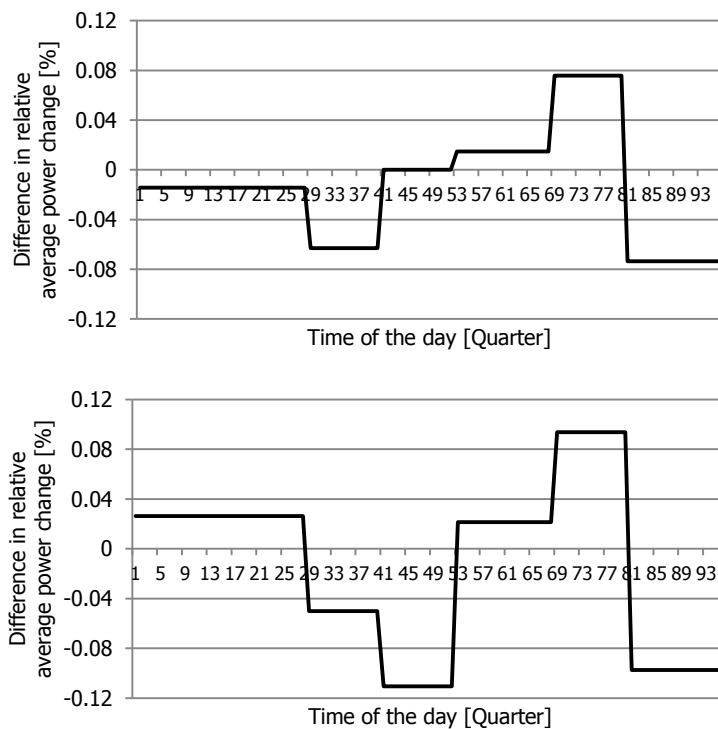 Difference in relative
average power change [%]
0.12
0.08
0.04
0
-0.04
-0.08
-0.12
1 5 9 13 17 21 25 29 33 37 41 45 49 53 57 61 65 69 73 77 81 85 89 93
Time of the day [Quarter]
Difference in relative
average power change [%]
0.12
0.08
0.04
0
-0.04
-0.08
-0.12
1 5 9 13 17 21 25 29 33 37 41 45 49 53 57 61 65 69 73 77 81 85 89 93
Time of the day [Quarter]